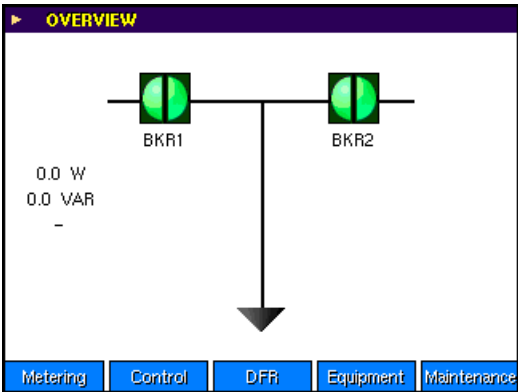 OVERVIEW
BKR1
BKR2
0.0 W
0.0 VAR
–
Metering
Control
DFR
Equipment
Maintenance